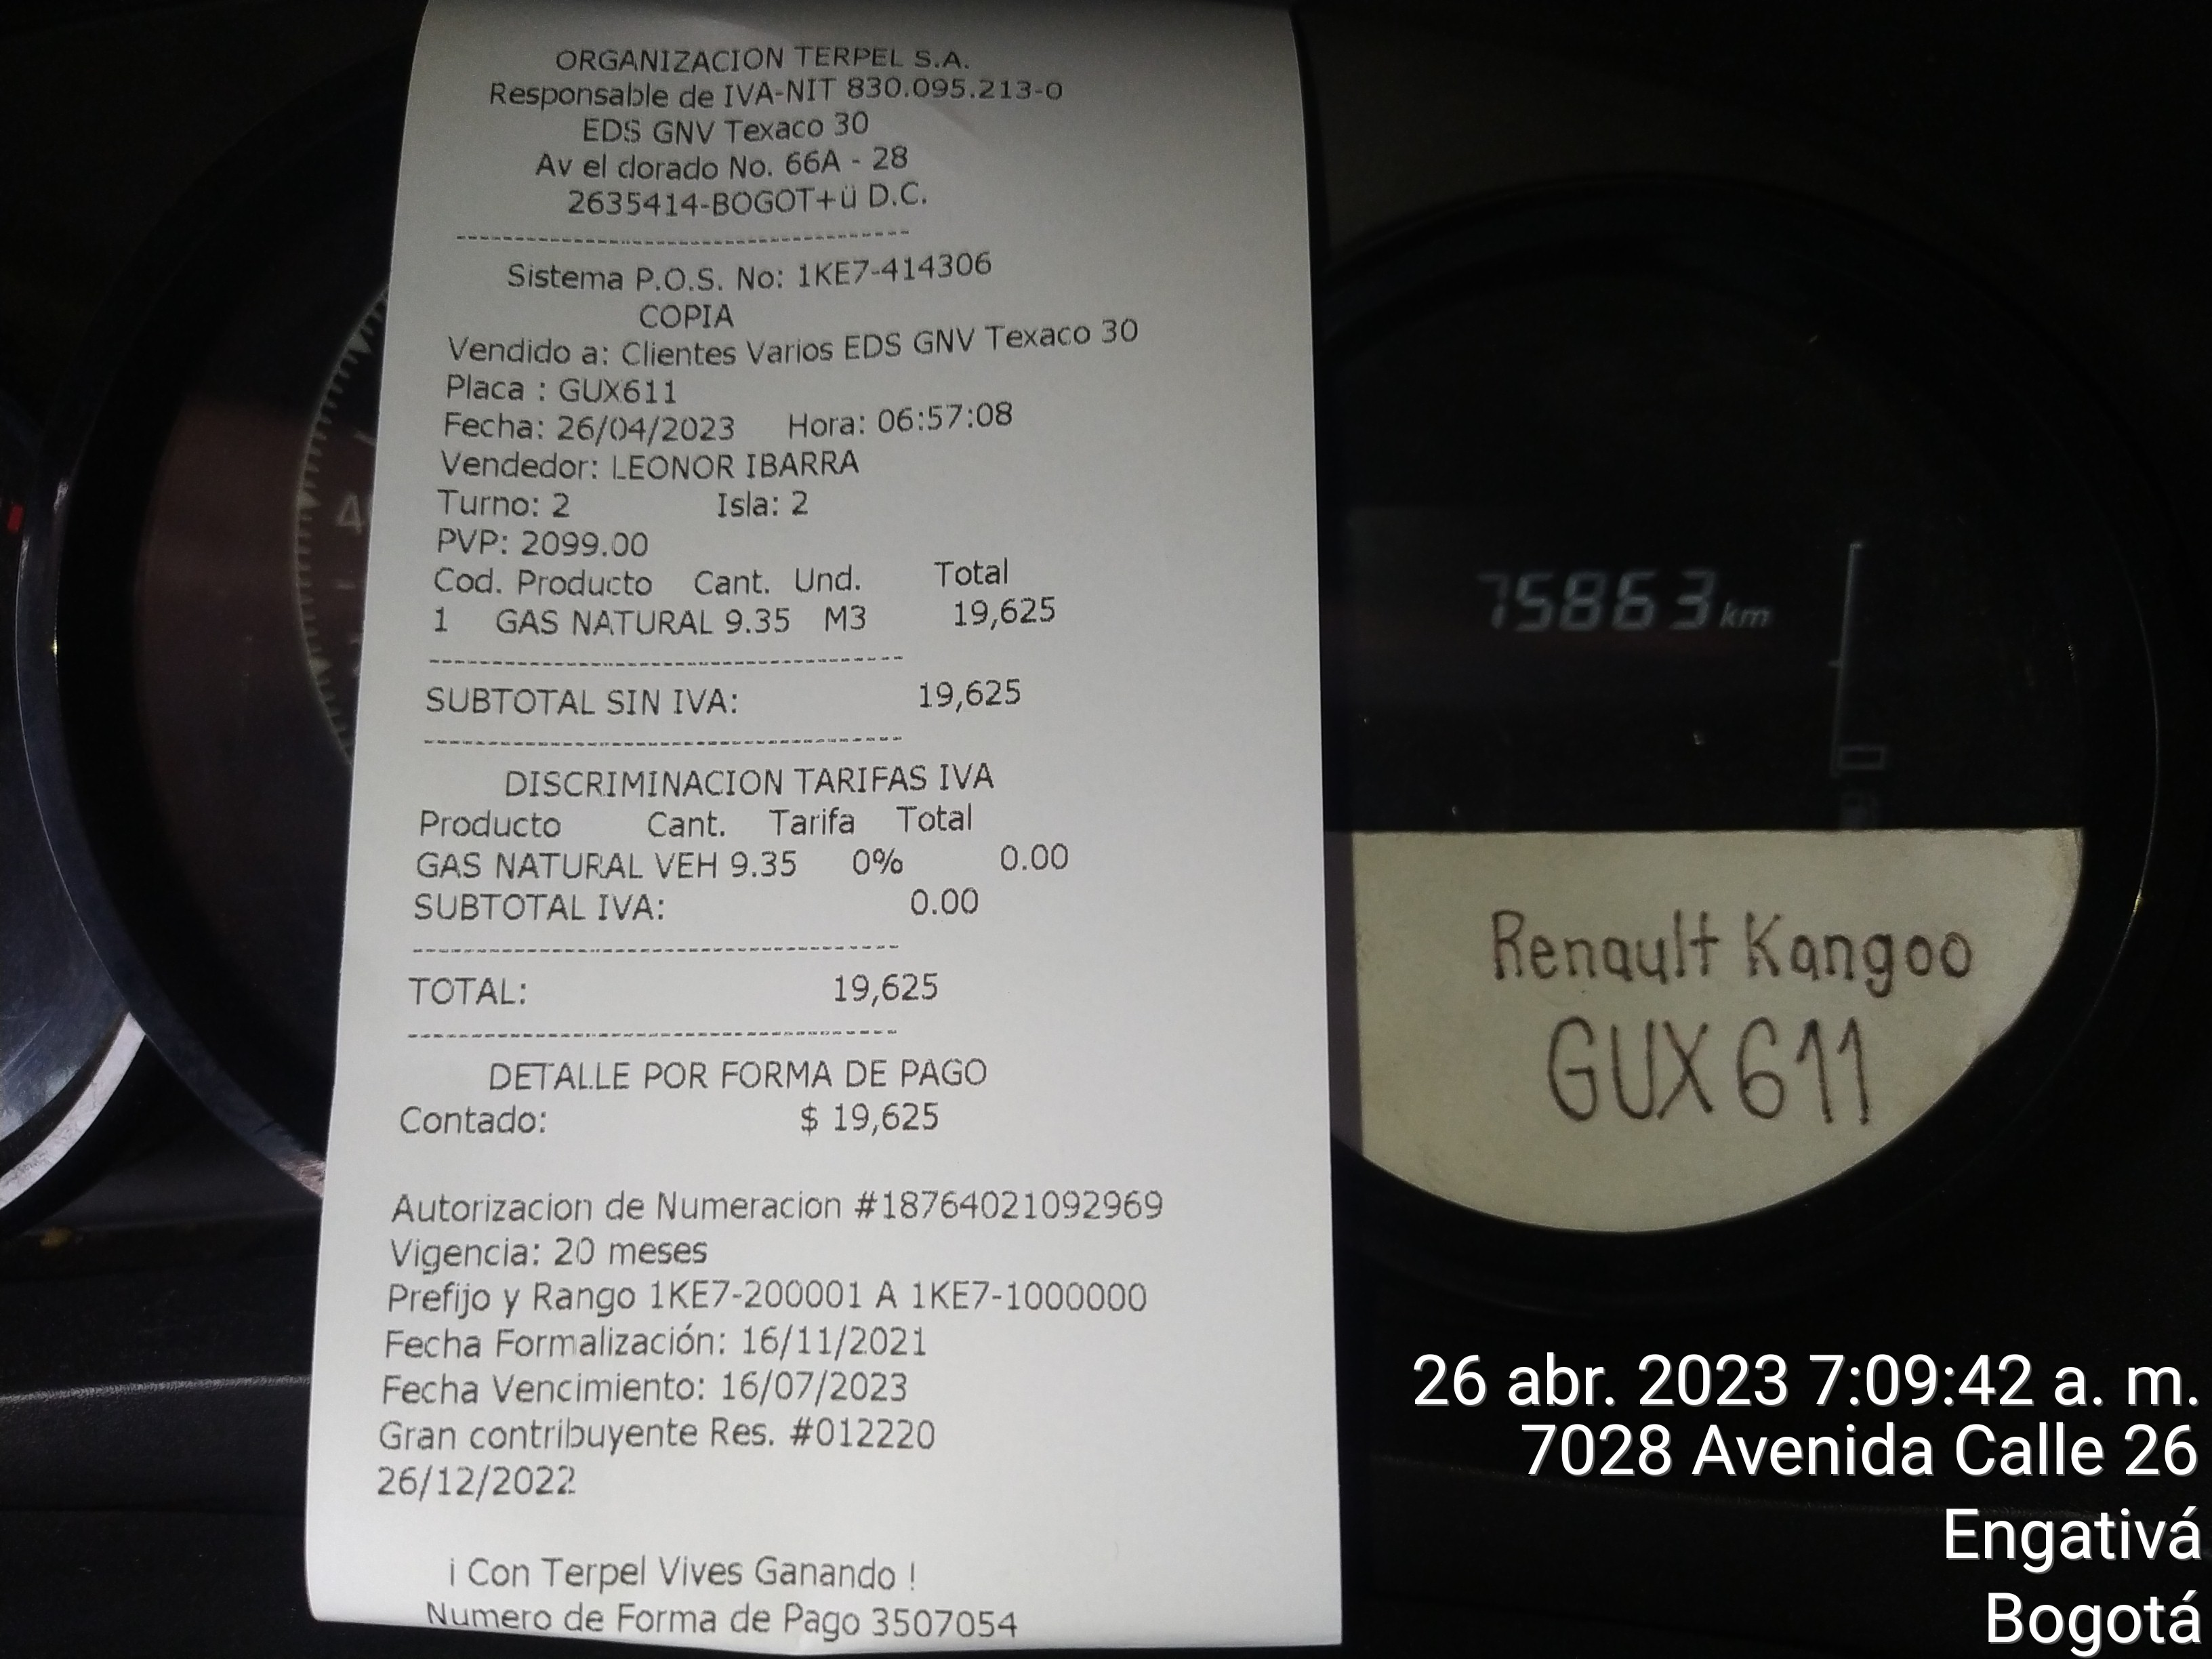 ORGANIZACION TERPEL S.A.
Responsable de IVA-NIT 830.095.213-0
EDS GNV Texaco 30
Av el dorado No. 66A - 28
2635414-BOGOT+ü D.C.
Sistema P.O.S. No: 1KE7-414306
COPIA
Vendido a: Clientes Varios EDS GNV Texaco 30
Placa : GUX611
Fecha: 26/04/2023 Hora: 06:57:08
Vendedor: LEONOR IBARRA
Turno: 2 Isla: 2
PVP: 2099.00
Cod. Producto Cant. Und. Total
1 GAS NATURAL 9.35 M3 19,625
SUBTOTAL SIN IVA: 19,625
DISCRIMINACION TARIFAS IVA
Producto Cant. Tarifa Total
GAS NATURAL VEH 9.35 0% 0.00
SUBTOTAL IVA: 0.00
TOTAL: 19,625
DETALLE POR FORMA DE PAGO
Contado: $ 19,625
Autorizacion de Numeracion #18764021092969
Vigencia: 20 meses
Prefijo y Rango 1KE7-200001 A 1KE7-1000000
Fecha Formalización: 16/11/2021
Fecha Vencimiento: 16/07/2023
Gran contribuyente Res. #012220
26/12/2022
¡ Con Terpel Vives Ganando !
Numero de Forma de Pago 3507054
75863 km
Renault Kangoo
GUX611
26 abr. 2023 7:09:42 a. m.
7028 Avenida Calle 26
Engativá
Bogotá